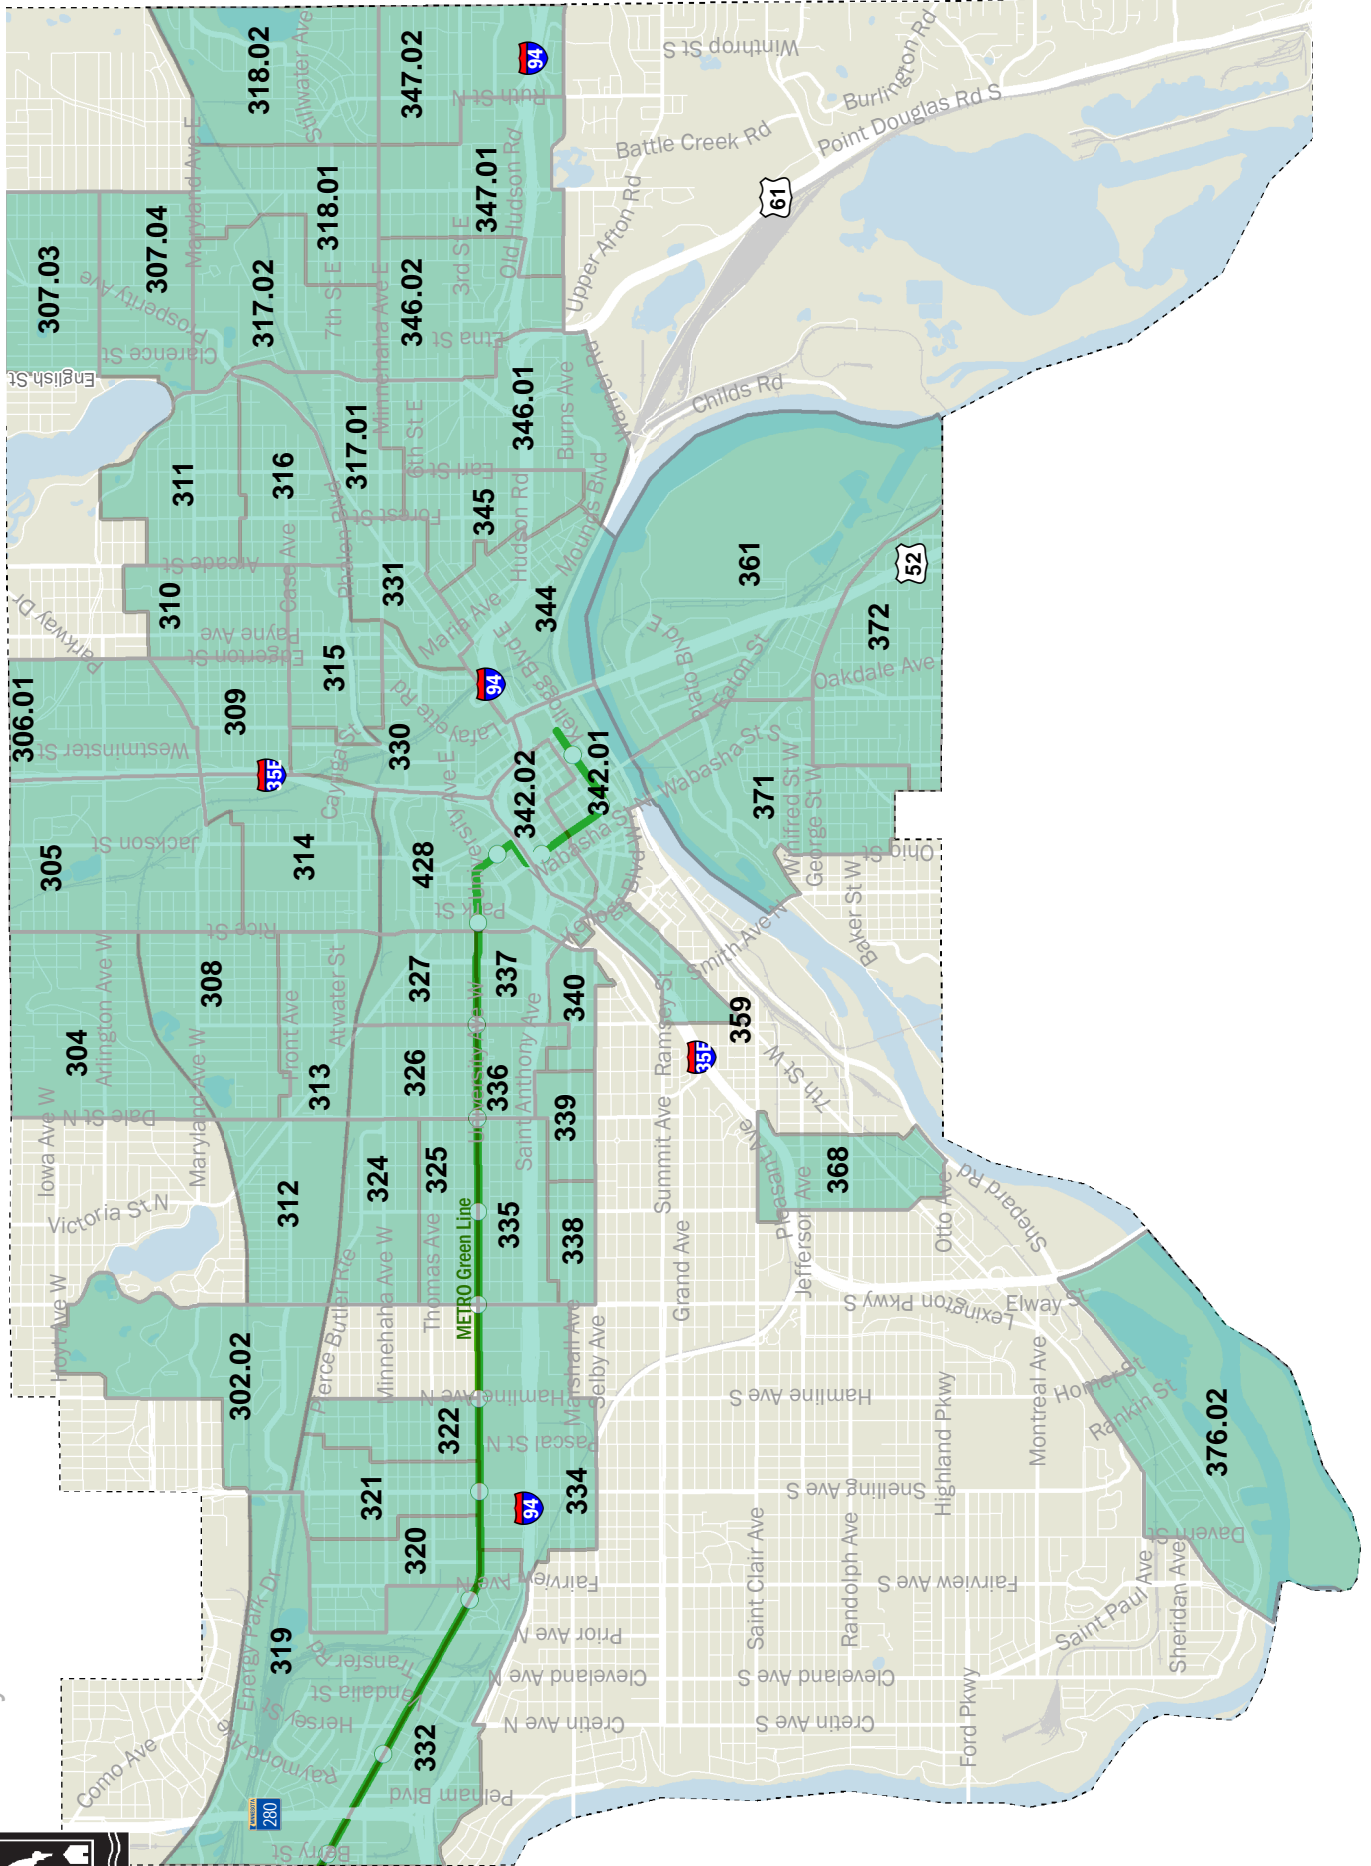 Como Ave
MINNESOTA
280
Berry St
Raymond Ave
Pelham Blvd
332
Hersey St
Energy Park Dr
Transfer Rd
319
Cretin Ave N
Cleveland Ave N
Prior Ave N
Fairview Ave N
320
321
322
302.02
Pierce Butler Rte
Minnehaha Ave W
Thomas Ave
METRO Green Line
Hamline Ave N
Pascal St N
94
334
Marshall Ave
Selby Ave
Hoyt Ave W
Victoria St N
Iowa Ave W
Maryland Ave W
312
324
325
335
338
Saint Anthony Ave
Dale St N
304
Arlington Ave W
308
Front Ave
313
Atwater St
326
327
University Ave W
336
337
339
340
Rice St
Park St
305
Jackson St
314
Cayuga St
428
University Ave E
342.02
342.01
Wabasha St N
Kellogg Blvd W
Kellogg Blvd E
306.01
Westminster St
35E
309
Edgerton St
Payne Ave
310
Case Ave
315
330
Lafayette Rd
Maria Ave
331
94
344
Parkway Dr
Arcade St
311
316
Phalen Blvd
317.01
Forest St
Earl St
6th St E
345
Hudson Rd
Mounds Blvd
Burns Ave
Warner Rd
346.01
English St
Clarence St
Prosperity Ave
307.03
307.04
Maryland Ave E
317.02
7th St E
Minnehaha Ave E
346.02
Etna St
3rd St E
Old Hudson Rd
318.01
347.01
318.02
Stillwater Ave
347.02
Ruth St N
94
Upper Afton Rd
Battle Creek Rd
Winthrop St S
Burlington Rd
Point Douglas Rd S
61
Childs Rd
361
52
372
Plato Blvd E
Eaton St
Oakdale Ave
Wabasha St S
371
Winifred St W
George St W
Ohio St
Baker St W
Smith Ave N
359
35E
7th St W
Ramsey St
Summit Ave
Grand Ave
Pleasant Ave
Jefferson Ave
368
Otto Ave
Shepard Rd
Lexington Pkwy S
Elway St
Hamline Ave S
Highland Pkwy
Montreal Ave
Homer St
Rankin St
Snelling Ave S
376.02
Saint Clair Ave
Randolph Ave
Davern St
Fairview Ave S
Saint Paul Ave
Sheridan Ave
Cleveland Ave S
Cretin Ave S
Ford Pkwy